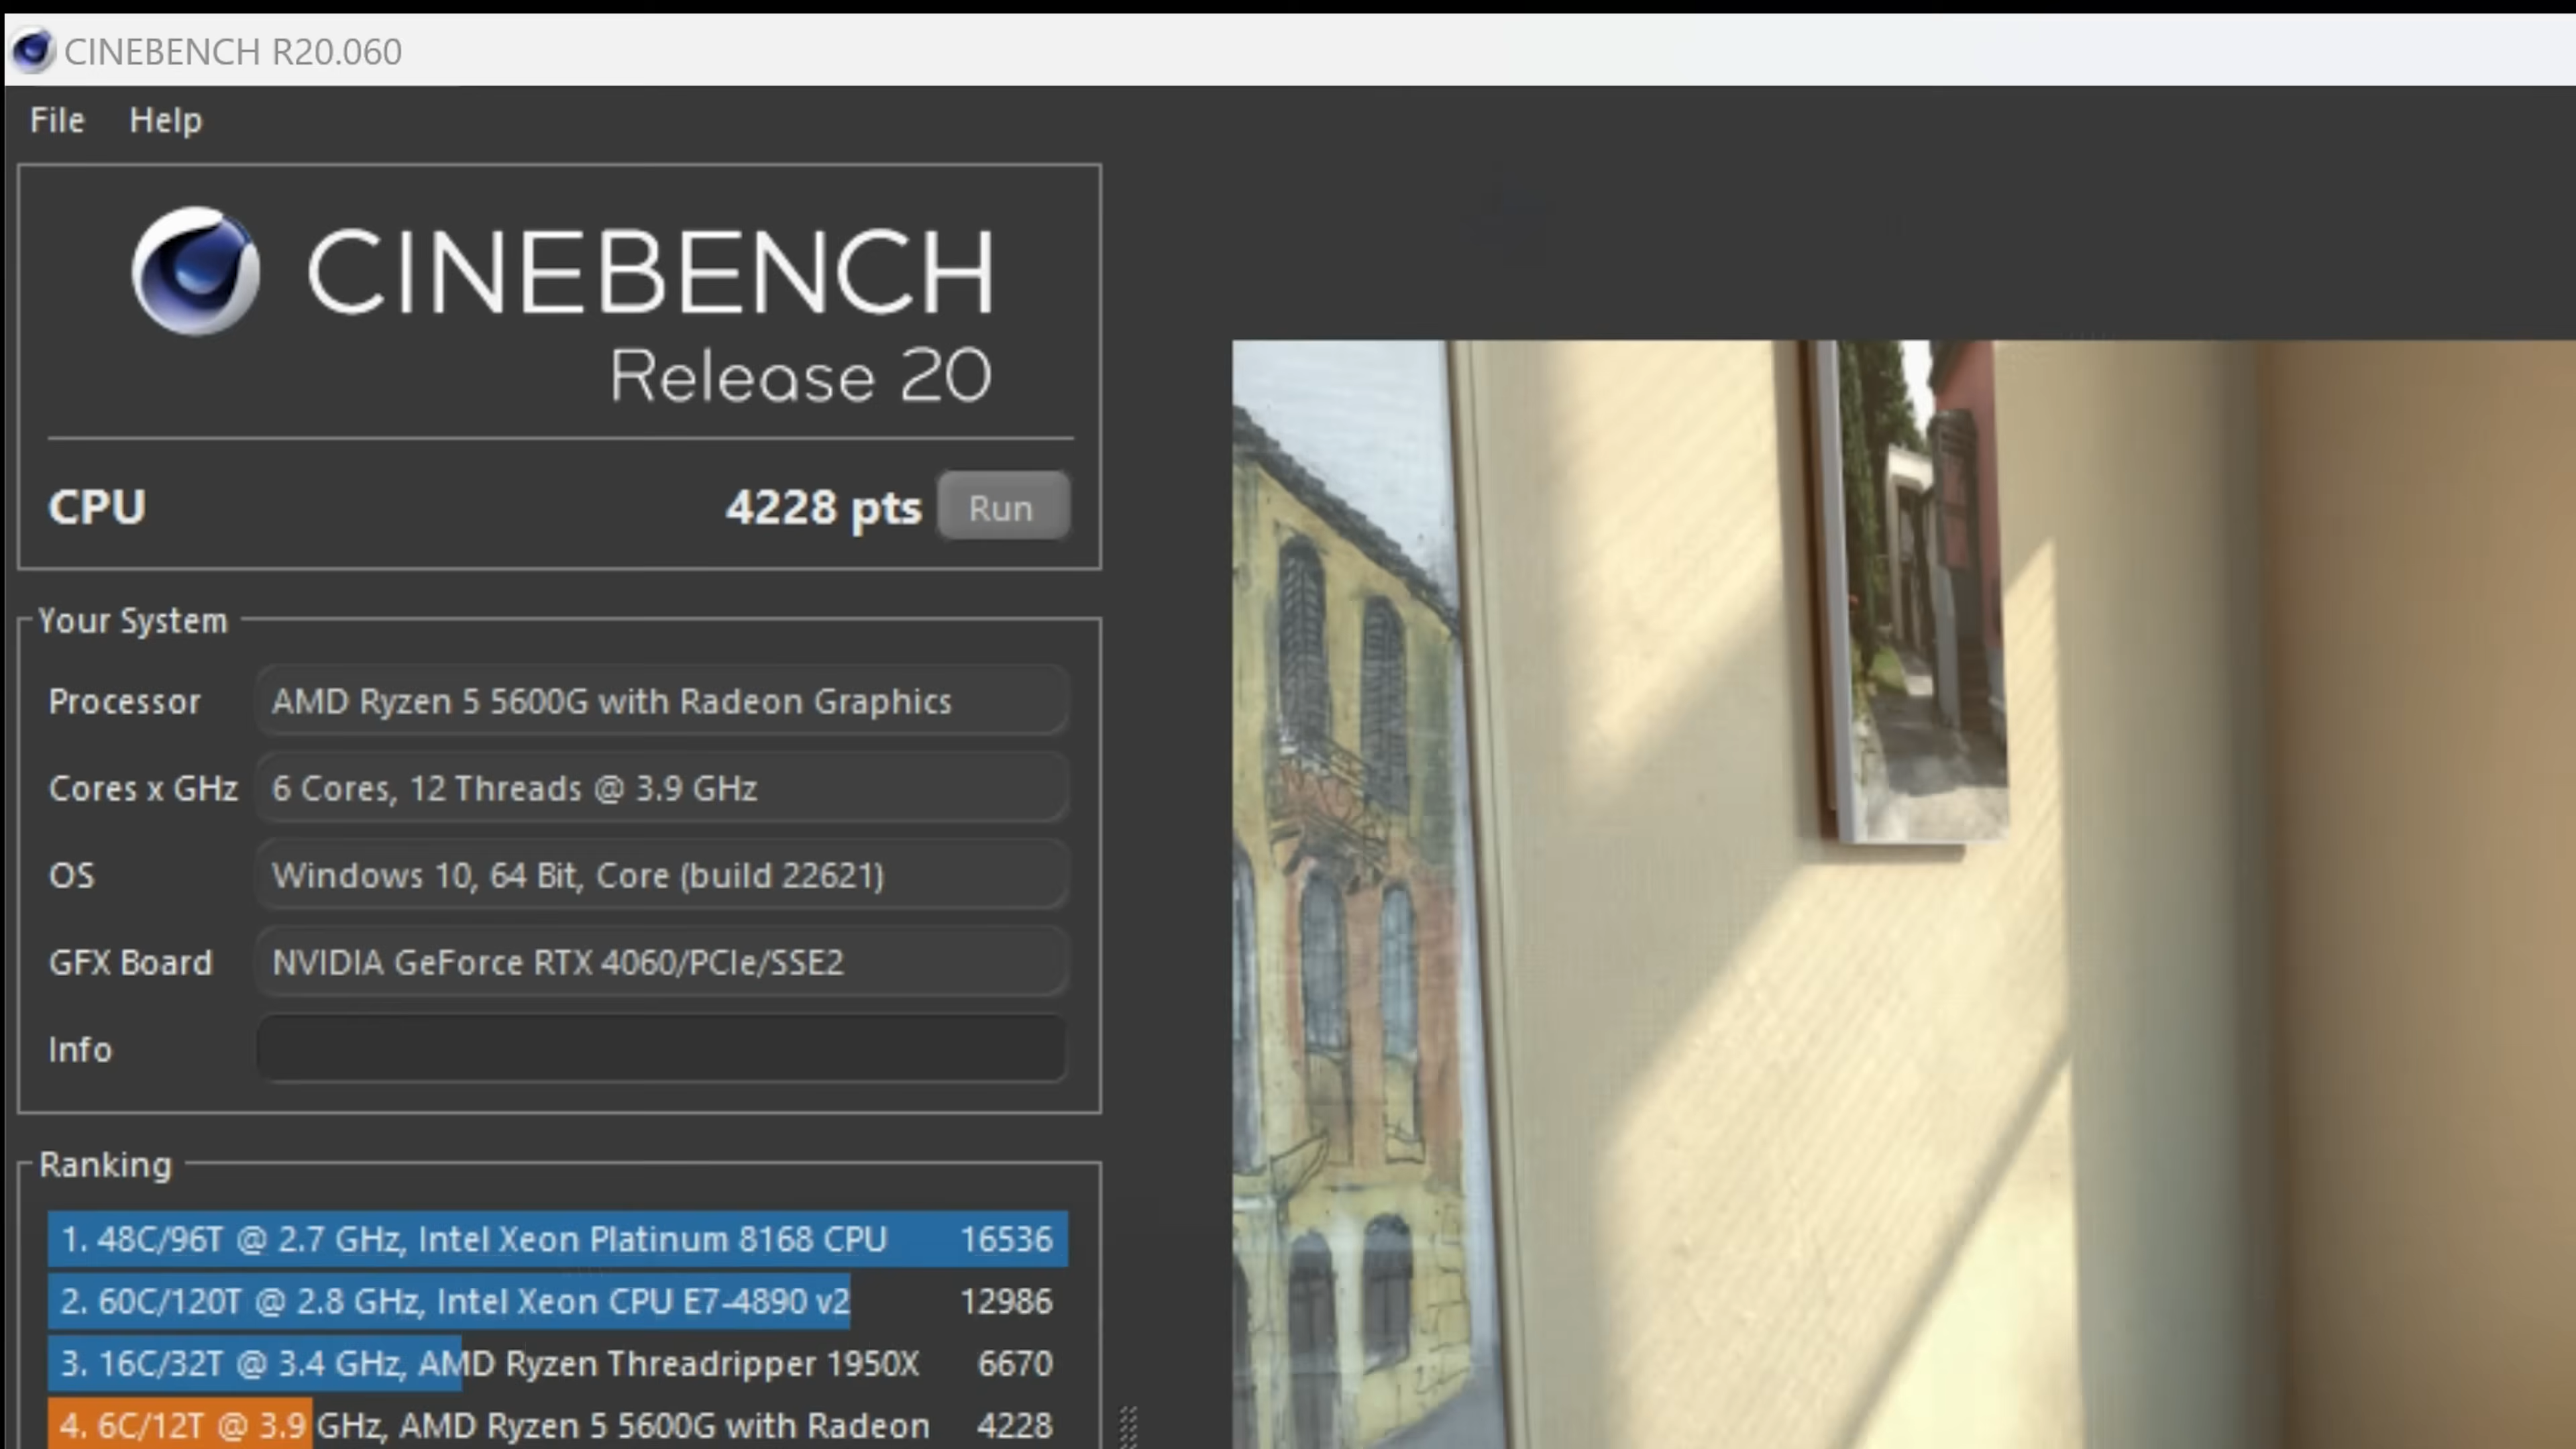 CINEBENCH R20.060
File Help
CINEBENCH
Release 20
CPU 4228 pts Run
Your System
Processor AMD Ryzen 5 5600G with Radeon Graphics
Cores x GHz 6 Cores, 12 Threads @ 3.9 GHz
OS Windows 10, 64 Bit, Core (build 22621)
GFX Board NVIDIA GeForce RTX 4060/PCIe/SSE2
Info
Ranking
1. 48C/96T @ 2.7 GHz, Intel Xeon Platinum 8168 CPU 16536
2. 60C/120T @ 2.8 GHz, Intel Xeon CPU E7-4890 v2 12986
3. 16C/32T @ 3.4 GHz, AMD Ryzen Threadripper 1950X 6670
4. 6C/12T @ 3.9 GHz, AMD Ryzen 5 5600G with Radeon 4228